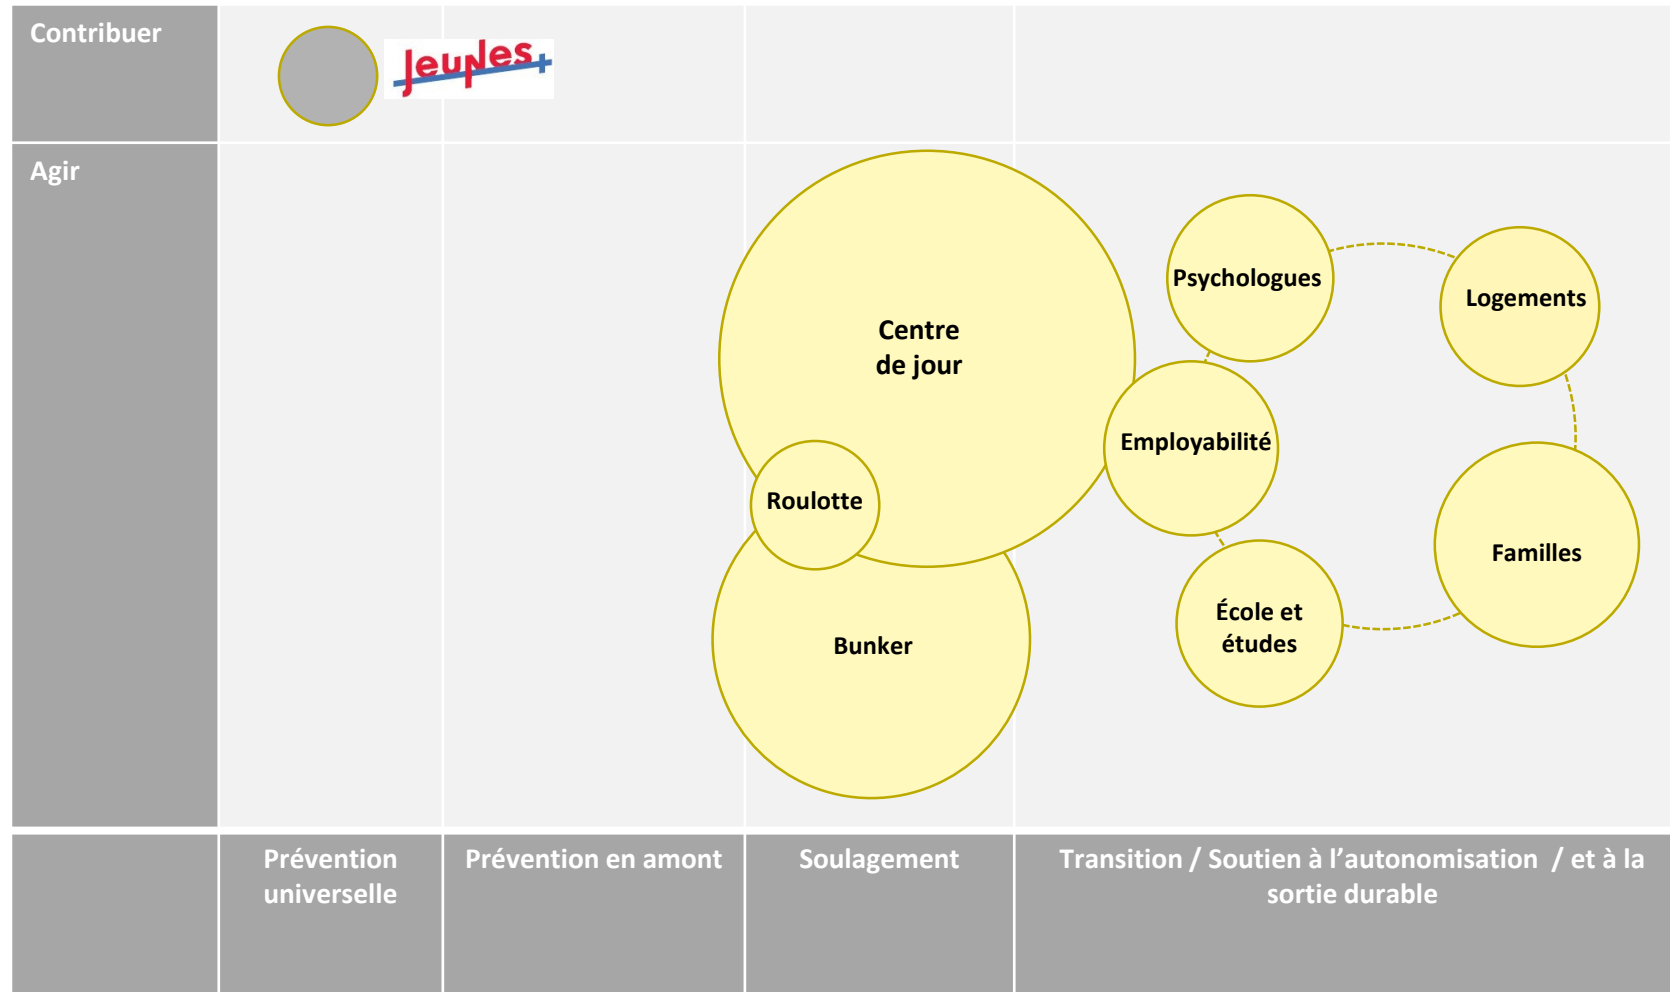 Contribuer
Jeunes+
Agir
Psychologues
Logements
Centre
de jour
Employabilité
Roulotte
Familles
École et
études
Bunker
Prévention
universelle
Prévention en amont
Soulagement
Transition / Soutien à l’autonomisation / et à la
sortie durable